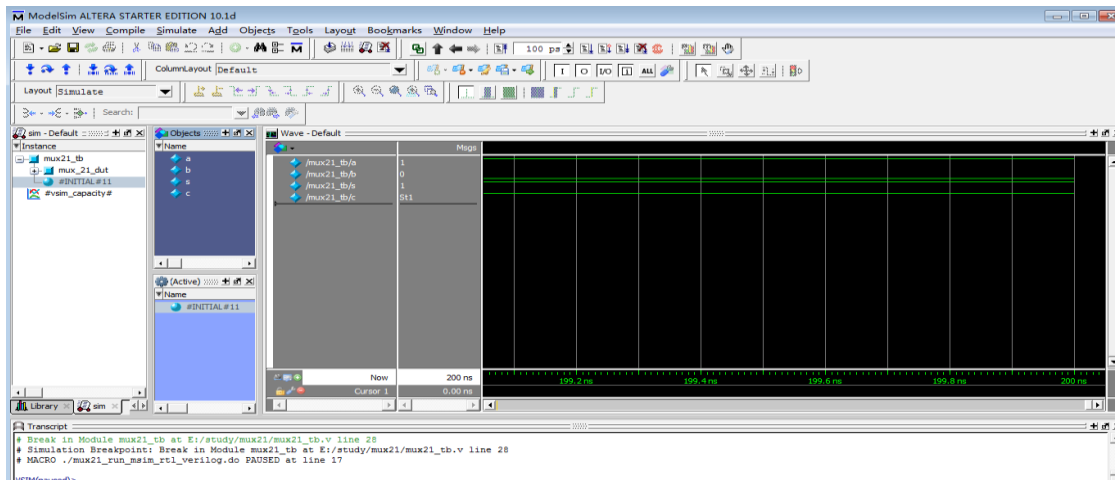 ModelSim ALTERA STARTER EDITION 10.1d
File Edit View Compile Simulate Add Objects Tools Layout Bookmarks Window Help
100 ps
ColumnLayout Default
I O I/O ALL
Layout Simulate
Search:
sim - Default
Instance
mux21_tb
mux_21_dut
#INITIAL#11
#vsim_capacity#
Library
sim
Objects
Name
a
b
s
c
(Active)
Name
#INITIAL#11
Wave - Default
Msgs
/mux21_tb/a 1
/mux21_tb/b 0
/mux21_tb/s 1
/mux21_tb/c St1
Now 200 ns
Cursor 1 0.00 ns
199.2 ns 199.4 ns 199.6 ns 199.8 ns 200 ns
Transcript
# Break in Module mux21_tb at E:/study/mux21/mux21_tb.v line 28
# Simulation Breakpoint: Break in Module mux21_tb at E:/study/mux21/mux21_tb.v line 28
# MACRO ./mux21_run_msim_rtl_verilog.do PAUSED at line 17
VSIM(paused)>